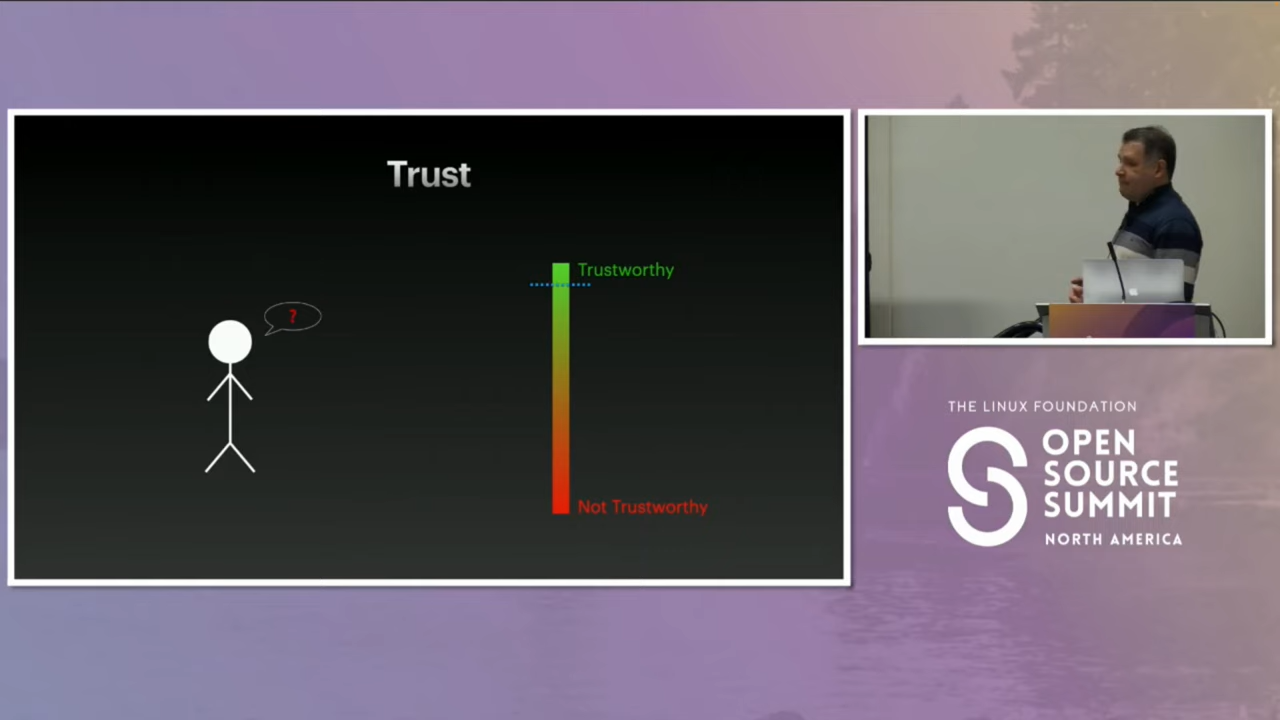 Trust
Trustworthy
?
Not Trustworthy
THE LINUX FOUNDATION
OPEN
SOURCE
SUMMIT
NORTH AMERICA